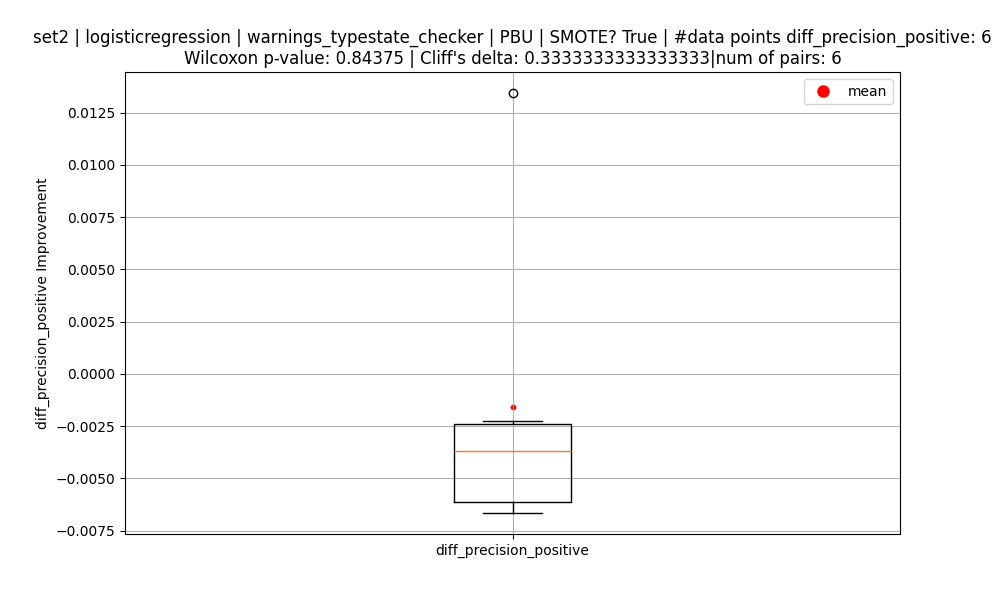 set2 | logisticregression | warnings_typestate_checker | PBU | SMOTE? True | #data points diff_precision_positive: 6
Wilcoxon p-value: 0.84375 | Cliff's delta: 0.3333333333333333|num of pairs: 6
mean
diff_precision_positive Improvement
0.0125
0.0100
0.0075
0.0050
0.0025
0.0000
−0.0025
−0.0050
−0.0075
diff_precision_positive